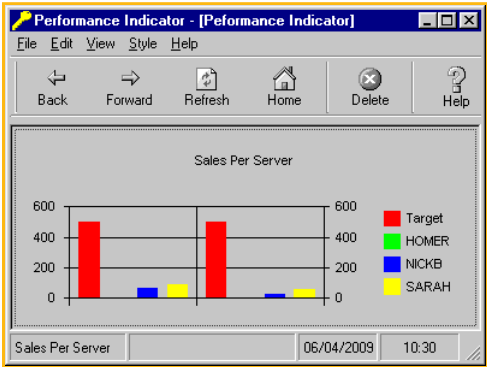 Performance Indicator - [Peformance Indicator]
File Edit View Style Help
Back Forward Refresh Home Delete Help
Sales Per Server
600 600
400 400
200 200
0 0
Target
HOMER
NICKB
SARAH
Sales Per Server 06/04/2009 10:30